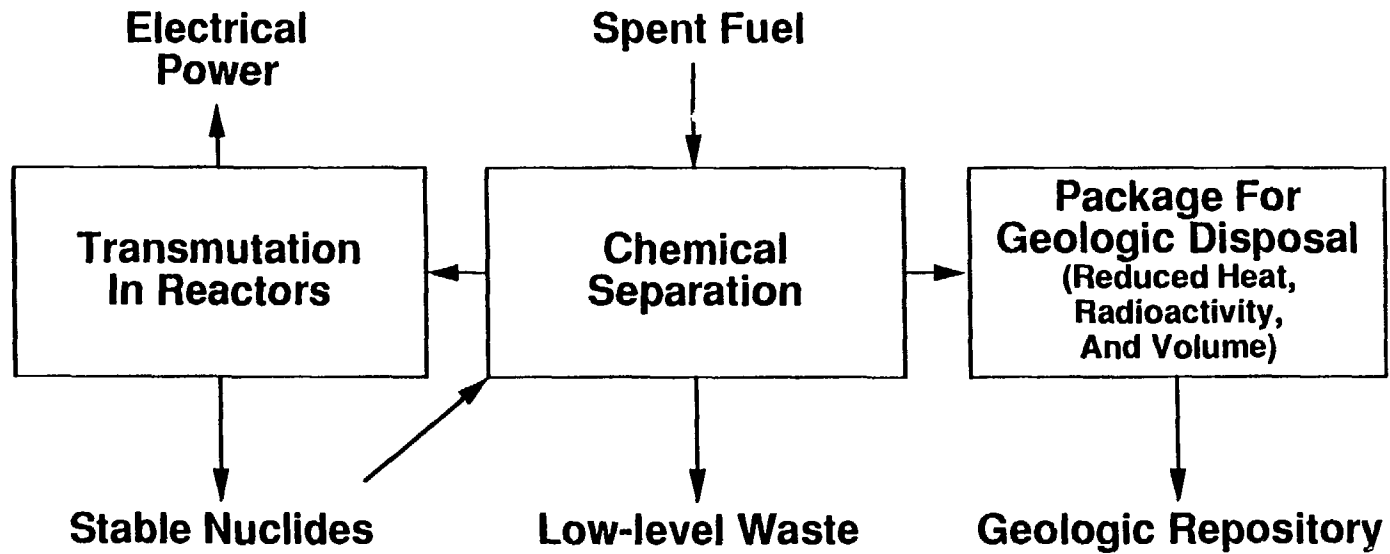 Electrical
Power
Spent Fuel
Transmutation
In Reactors
Chemical
Separation
Package For
Geologic Disposal
(Reduced Heat,
Radioactivity,
And Volume)
Stable Nuclides
Low-level Waste
Geologic Repository